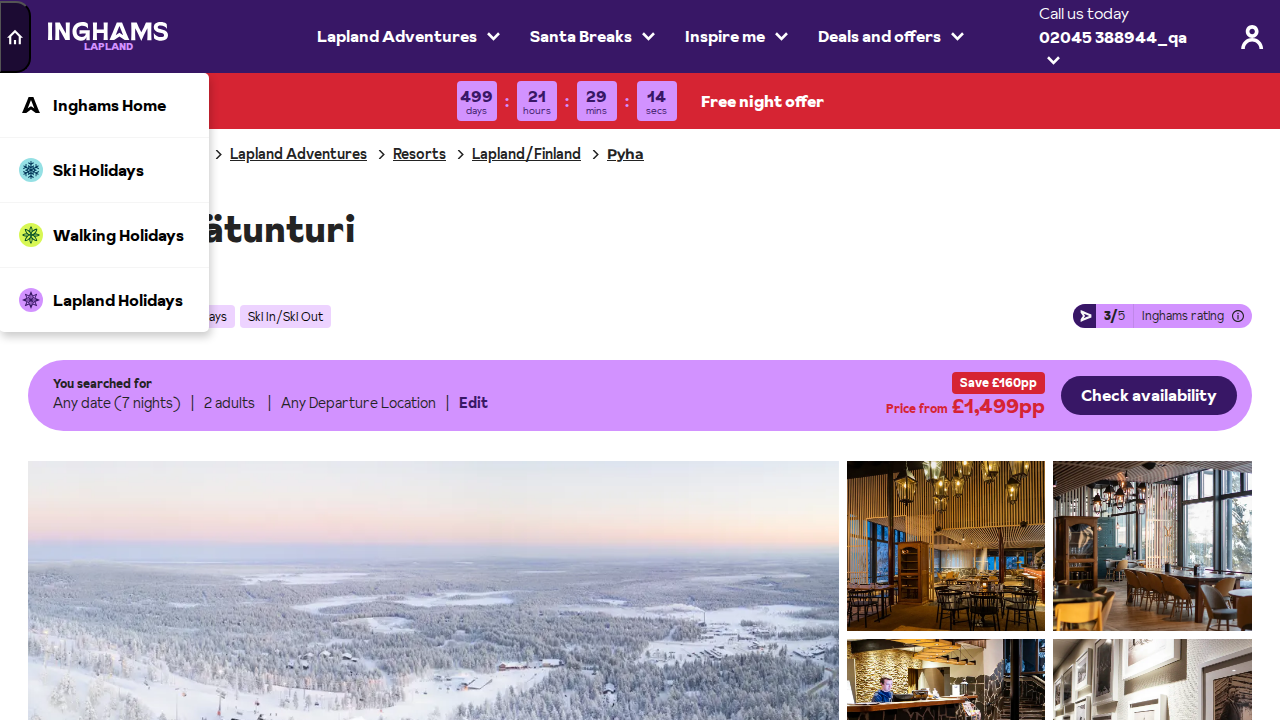 INGHAMS
LAPLAND
Lapland Adventures
Santa Breaks
Inspire me
Deals and offers
Call us today
02045 388944_qa
499 days : 21 hours : 29 mins : 14 secs
Free night offer
Inghams Home
Ski Holidays
Walking Holidays
Lapland Holidays
Lapland Adventures > Resorts > Lapland/Finland > Pyha
ätunturi
ays
Ski In/Ski Out
3/5
Inghams rating
You searched for
Any date (7 nights) | 2 adults | Any Departure Location | Edit
Save £160pp
Price from £1,499pp
Check availability